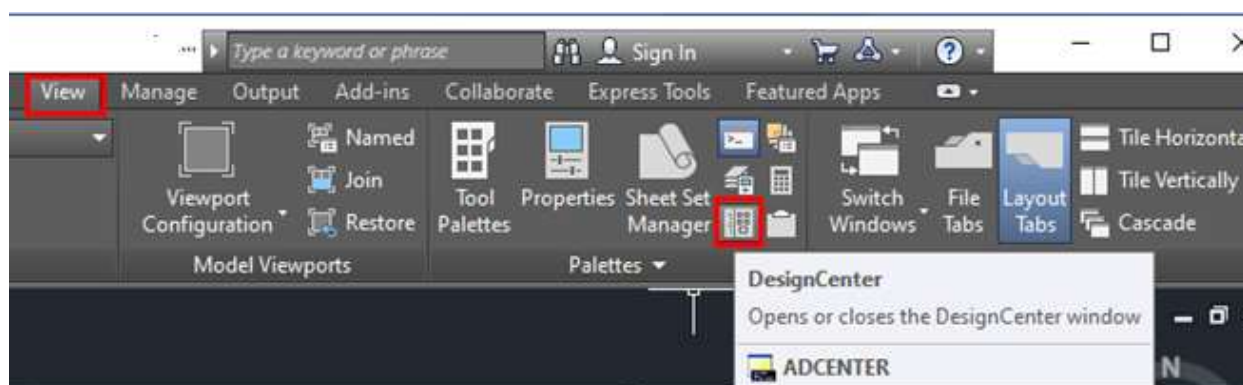 Type a keyword or phrase Sign In
View Manage Output Add-ins Collaborate Express Tools Featured Apps
Named
Join
Restore
Viewport
Configuration
Tool
Palettes
Properties
Sheet Set
Manager
Switch
Windows
File
Tabs
Layout
Tabs
Tile Horizonta
Tile Vertically
Cascade
Model Viewports
Palettes
DesignCenter
Opens or closes the DesignCenter window
ADCENTER
N